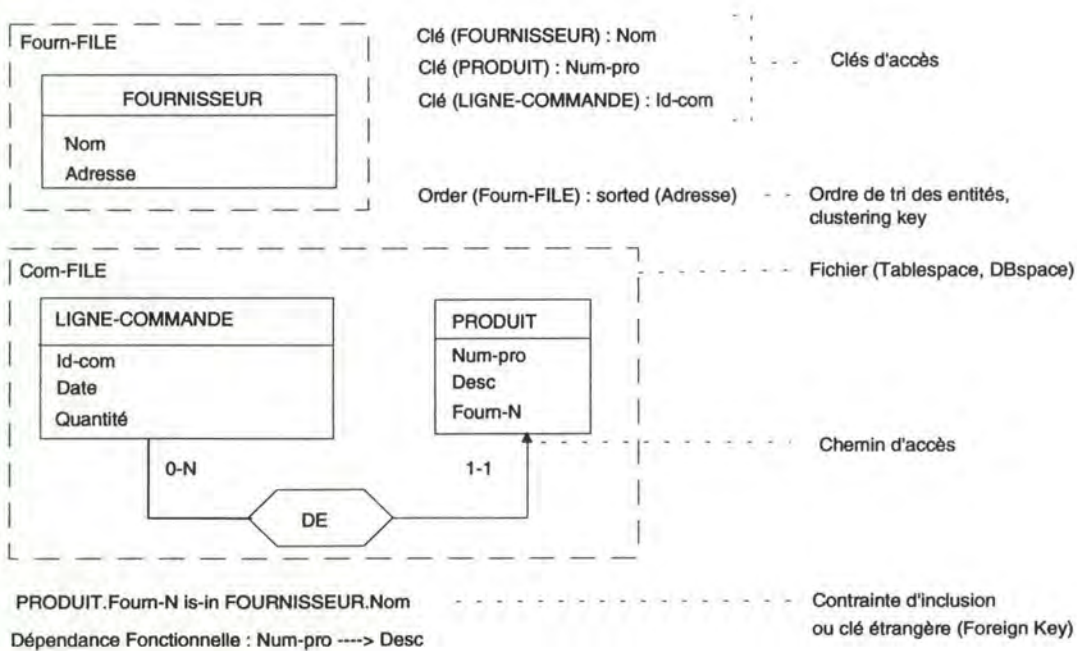 Fourn-FILE
FOURNISSEUR
Nom
Adresse
Clé (FOURNISSEUR) : Nom
Clé (PRODUIT) : Num-pro
Clé (LIGNE-COMMANDE) : Id-com
Clés d'accès
Order (Fourn-FILE) : sorted (Adresse)
Ordre de tri des entités,
clustering key
Com-FILE
Fichier (Tablespace, DBspace)
LIGNE-COMMANDE
Id-com
Date
Quantité
PRODUIT
Num-pro
Desc
Fourn-N
Chemin d'accès
0-N
1-1
DE
PRODUIT.Fourn-N is-in FOURNISSEUR.Nom
Contrainte d'inclusion
ou clé étrangère (Foreign Key)
Dépendance Fonctionnelle : Num-pro ----> Desc